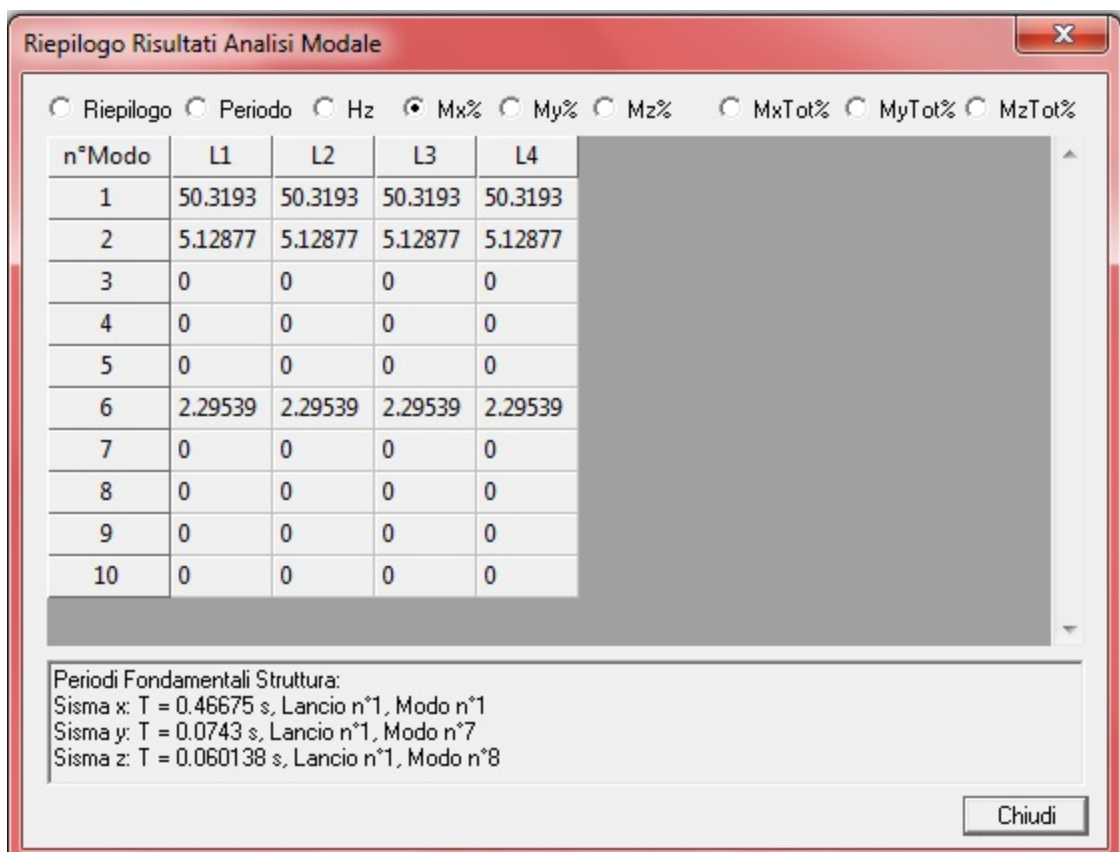 Riepilogo Risultati Analisi Modale
x
Riepilogo Periodo Hz Mx% My% Mz% MxTot% MyTot% MzTot%
n°Modo L1 L2 L3 L4
1 50.3193 50.3193 50.3193 50.3193
2 5.12877 5.12877 5.12877 5.12877
3 0 0 0 0
4 0 0 0 0
5 0 0 0 0
6 2.29539 2.29539 2.29539 2.29539
7 0 0 0 0
8 0 0 0 0
9 0 0 0 0
10 0 0 0 0
Periodi Fondamentali Struttura:
Sisma x: T = 0.46675 s, Lancio n°1, Modo n°1
Sisma y: T = 0.0743 s, Lancio n°1, Modo n°7
Sisma z: T = 0.060138 s, Lancio n°1, Modo n°8
Chiudi